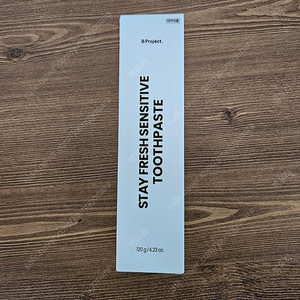 B Project.
STAY FRESH SENSITIVE
TOOTHPASTE
120 g / 4.23 oz.